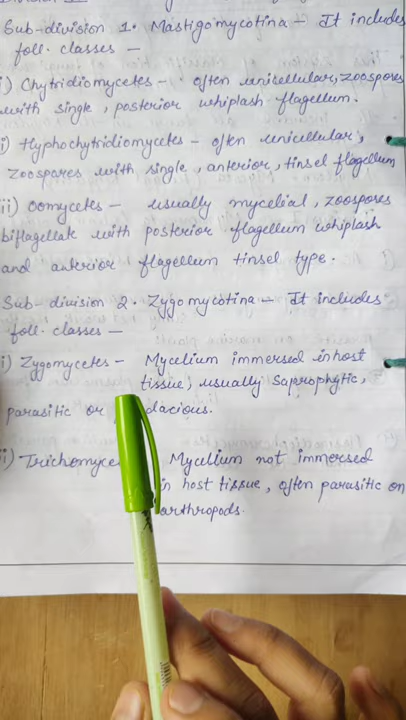 Sub-division 1. Mastigomycotina - It includes
foll. classes -
i) Chytridiomycetes - often unicellular, zoospores
with single, posterior whiplash flagellum.
i) Hyphochytridiomycetes - often unicellular,
zoospores with single, anterior, tinsel flagellum
ii) oomycetes - usually mycelial, zoospores
biflagellate with posterior flagellum whiplash
and anterior flagellum tinsel type.
Sub-division 2. Zygomycotina - It includes
foll. classes -
i) Zygomycetes - Mycelium immersed in host
tissue, usually Saprophytic,
parasitic or dacious.
ii) Trichomyce Mycelium not immersed
in host tissue, often parasitic on
arthropods.